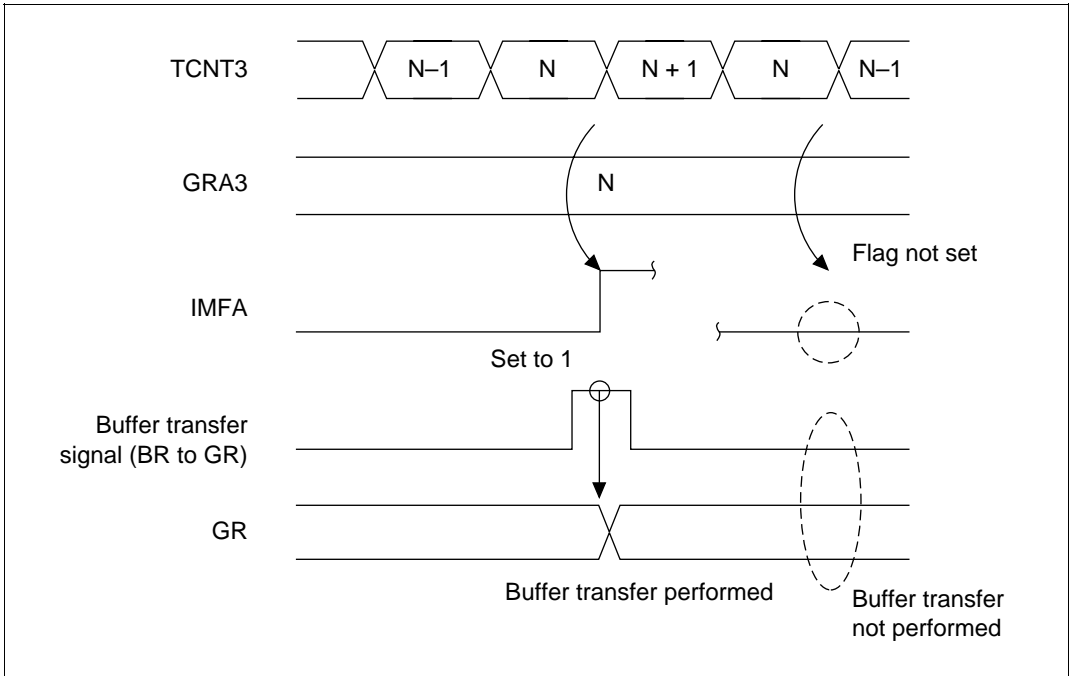 TCNT3 N–1 N N + 1 N N–1
GRA3 N
Flag not set
IMFA
Set to 1
Buffer transfer
signal (BR to GR)
GR
Buffer transfer performed
Buffer transfer
not performed